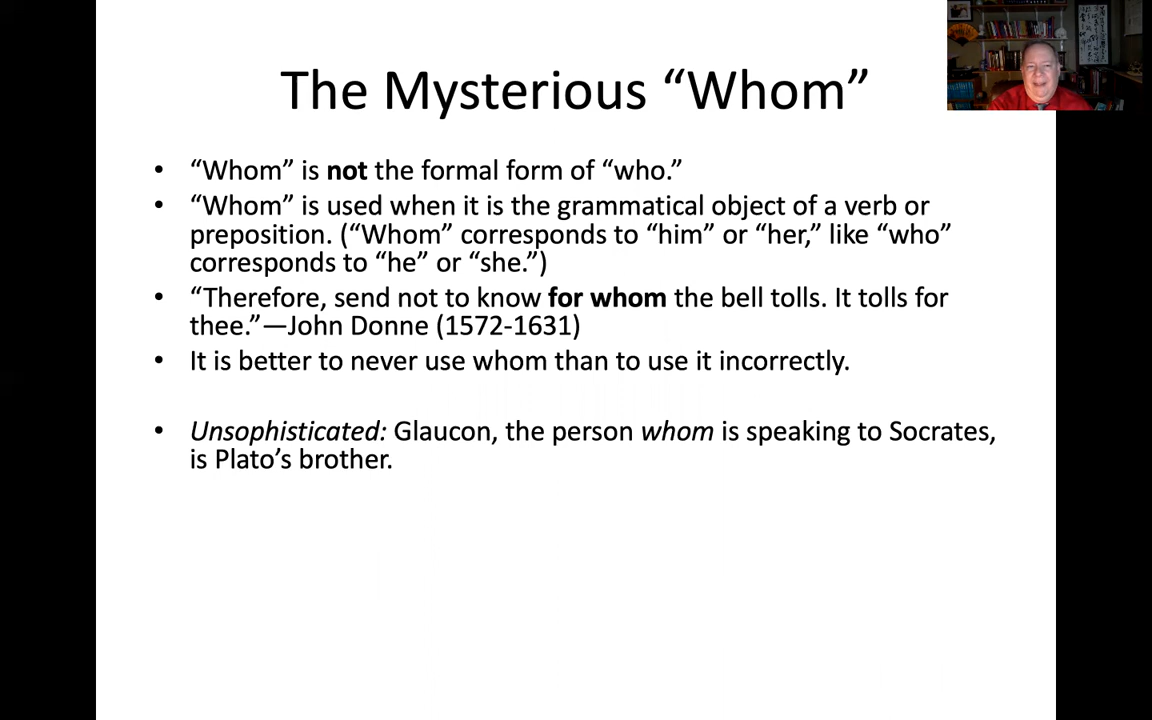 The Mysterious “Whom”
• “Whom” is not the formal form of “who.”
• “Whom” is used when it is the grammatical object of a verb or
preposition. (“Whom” corresponds to “him” or “her,” like “who”
corresponds to “he” or “she.”)
• “Therefore, send not to know for whom the bell tolls. It tolls for
thee.”—John Donne (1572-1631)
• It is better to never use whom than to use it incorrectly.
• Unsophisticated: Glaucon, the person whom is speaking to Socrates,
is Plato’s brother.